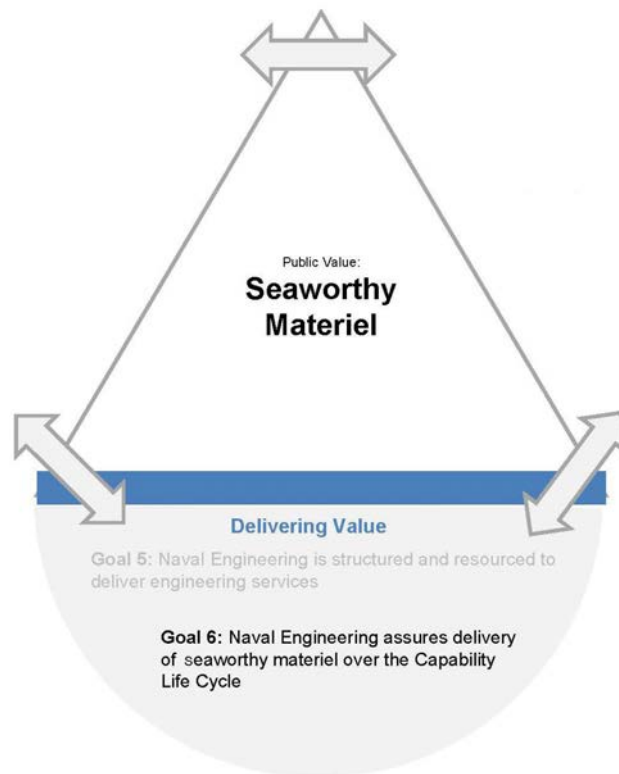 Public Value:
Seaworthy
Materiel
Delivering Value
Goal 5: Naval Engineering is structured and resourced to
deliver engineering services
Goal 6: Naval Engineering assures delivery
of seaworthy materiel over the Capability
Life Cycle